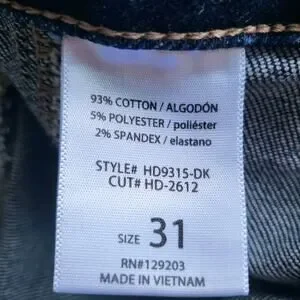 93% COTTON / ALGODÓN
5% POLYESTER / poliéster
2% SPANDEX / elastano
STYLE# HD9315-DK
CUT# HD-2612
SIZE 31
RN#129203
MADE IN VIETNAM